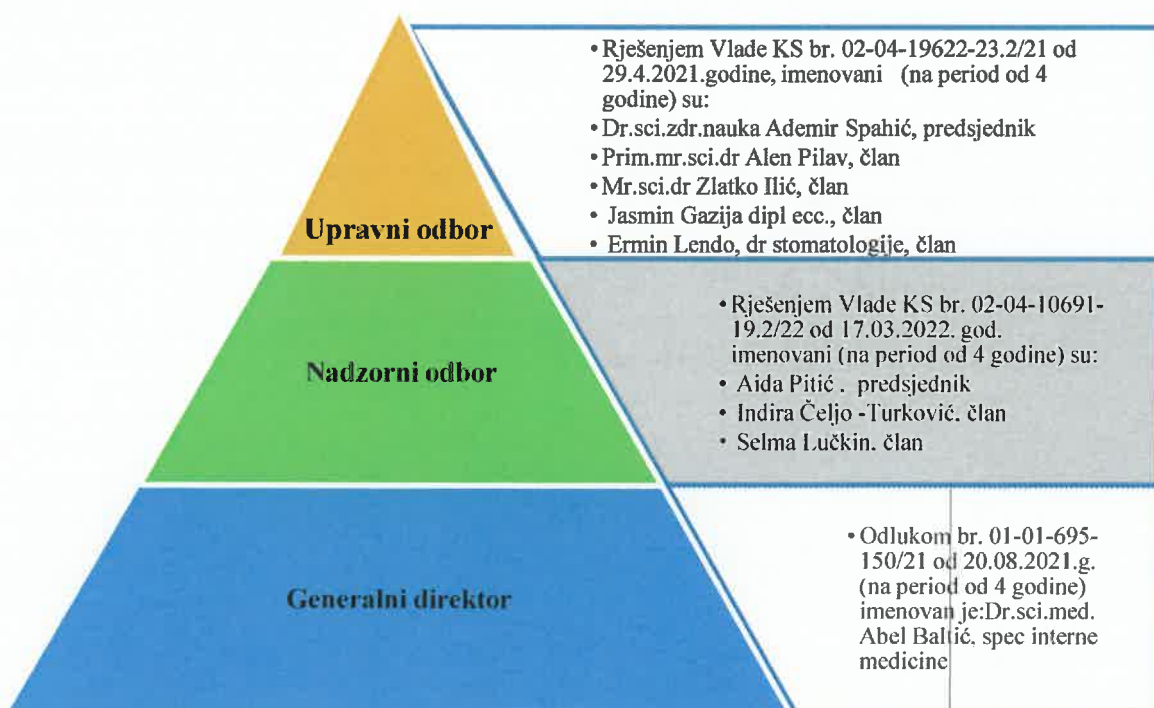 • Rješenjem Vlade KS br. 02-04-19622-23.2/21 od
29.4.2021.godine, imenovani (na period od 4
godine) su:
• Dr.sci.zdr.nauka Ademir Spahić, predsjednik
• Prim.mr.sci.dr Alen Pilav, član
• Mr.sci.dr Zlatko Ilić, član
• Jasmin Gazija dipl ecc., član
• Ermin Lendo, dr stomatologije, član
Upravni odbor
• Rješenjem Vlade KS br. 02-04-10691-
19.2/22 od 17.03.2022. god.
imenovani (na period od 4 godine) su:
• Aida Pitić . predsjednik
• Indira Čeljo -Turković. član
• Selma Lučkin. član
Nadzorni odbor
• Odlukom br. 01-01-695-
150/21 od 20.08.2021.g.
(na period od 4 godine)
imenovan je:Dr.sci.med.
Abel Baltić. spec interne
medicine
Generalni direktor